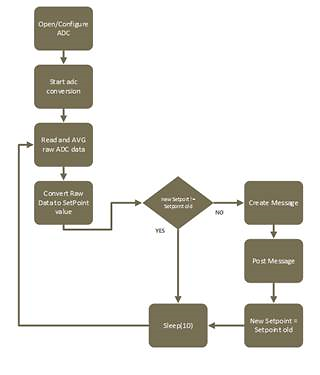 Open/Configure
ADC
Start adc
conversion
Read and AVG
raw ADC data
Convert Raw
Data to SetPoint
value
New Setpoit !=
Setpoint old
NO
YES
Create Message
Post Message
New Setpoint =
Setpoint old
Sleep(10)